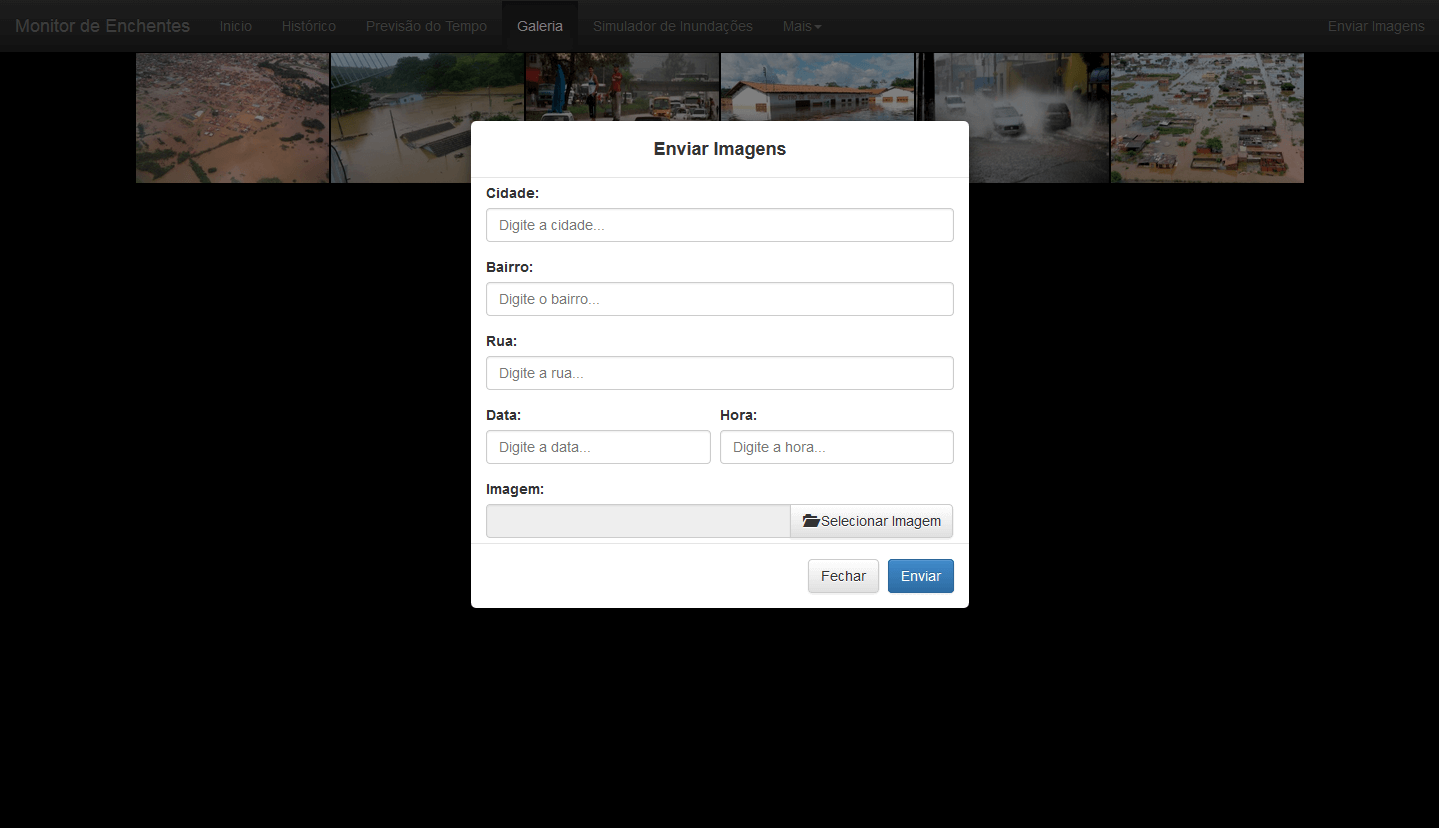 Monitor de Enchentes Inicio Histórico Previsão do Tempo Galeria Simulador de Inundações Mais Enviar Imagens
Enviar Imagens
Cidade:
Digite a cidade...
Bairro:
Digite o bairro...
Rua:
Digite a rua...
Data: Hora:
Digite a data... Digite a hora...
Imagem:
Selecionar Imagem
Fechar Enviar